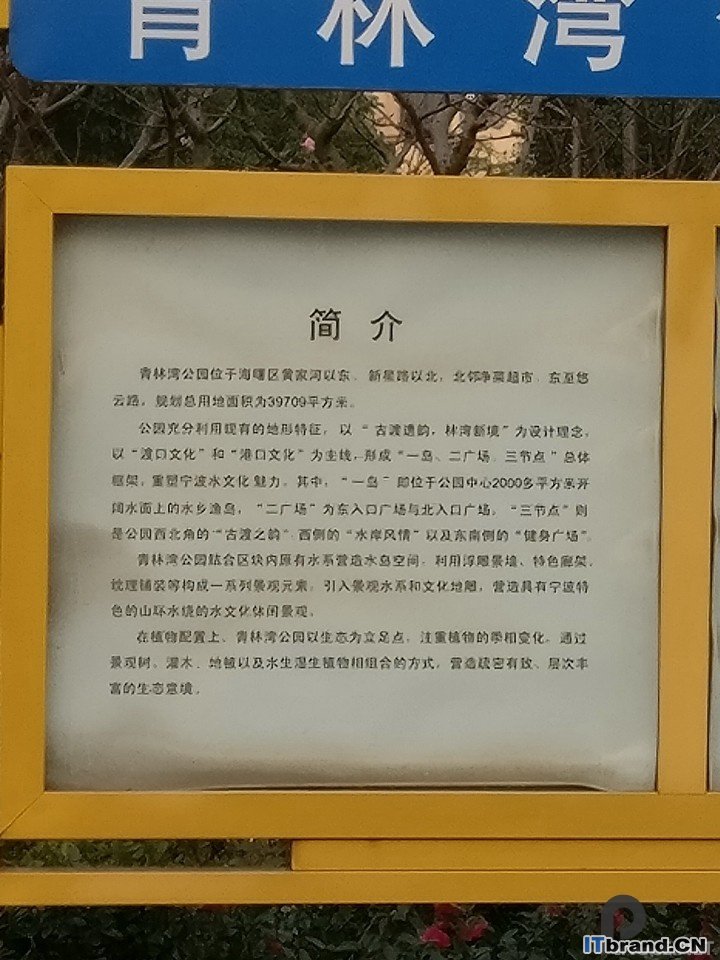 青林湾
简介
青林湾公园位于海曙区黄家河以东、新星路以北,北邻净菜超市,东至悠
云路,规划总用地面积为39709平方米。
公园充分利用现有的地形特征,以“古渡遗韵,林湾新境”为设计理念,
以“渡口文化”和“港口文化”为主线,形成“一岛、二广场、三节点”总体
框架,重塑宁波水文化魅力。其中,“一岛”即位于公园中心2000多平方米开
阔水面上的水乡渔岛,“二广场”为东入口广场与北入口广场。“三节点”则
是公园西北角的“古渡之韵”西侧的“水岸风情”以及东南侧的“健身广场”。
青林湾公园结合区块内原有水系营造水岛空间,利用浮雕景墙、特色廊架、
纹理铺装等构成一系列景观元素,引入景观水系和文化地雕,营造具有宁波特
色的山环水绕的水文化休闲景观。
在植物配置上,青林湾公园以生态为立足点,注重植物的季相变化,通过
景观树、灌木、地被以及水生湿生植物相组合的方式,营造疏密有致、层次丰
富的生态意境。
ITbrand.CN